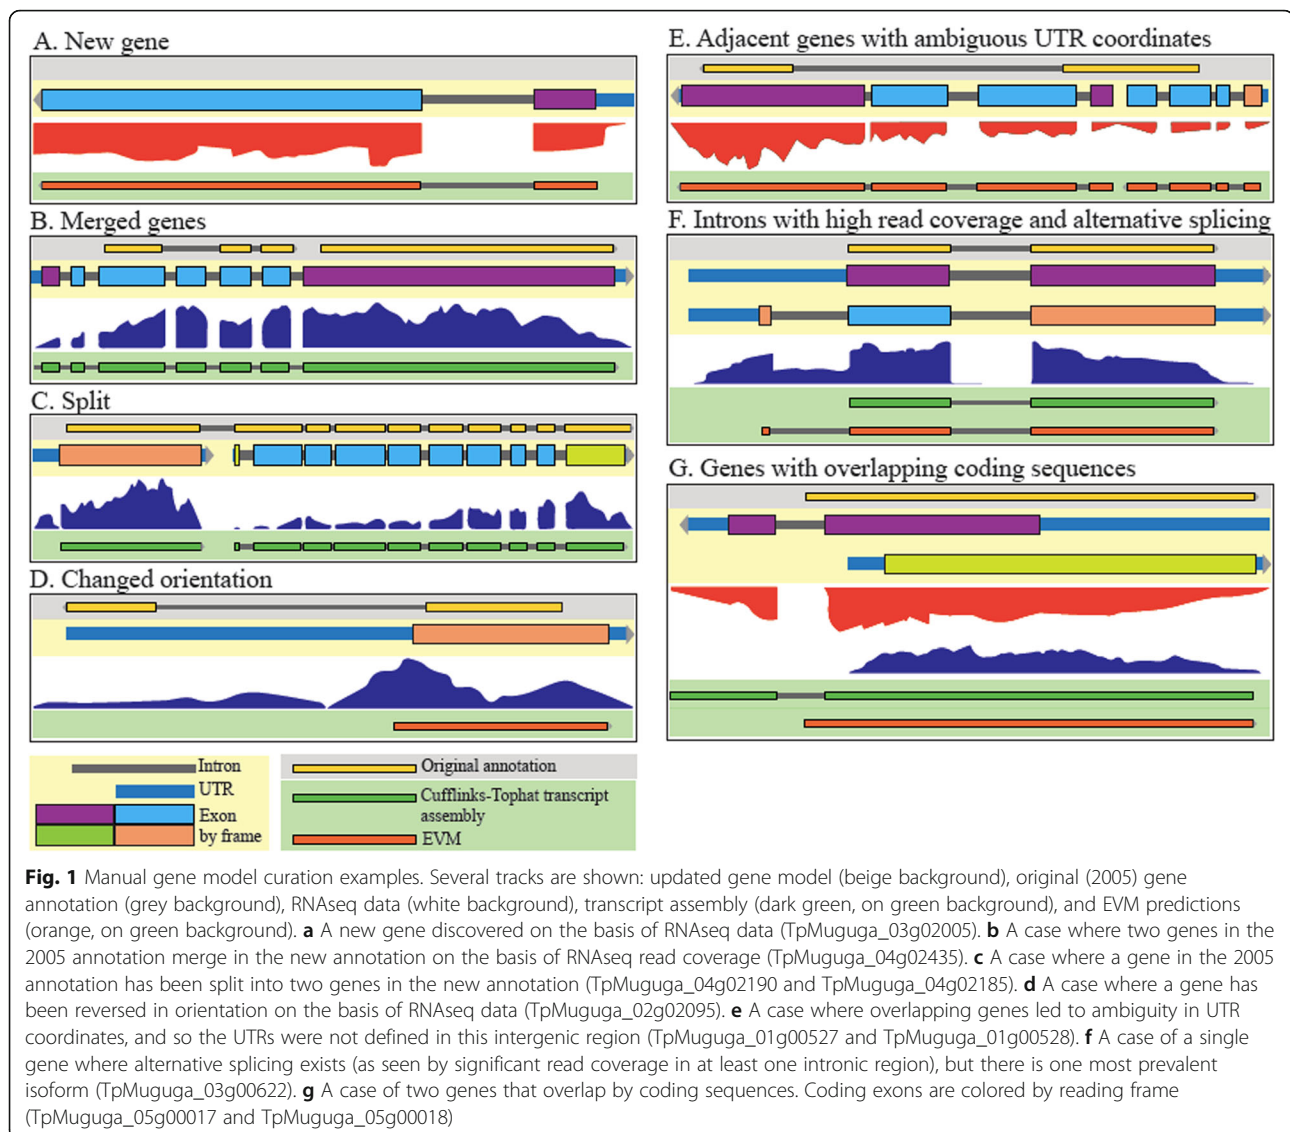 A. New gene
B. Merged genes
C. Split
D. Changed orientation
E. Adjacent genes with ambiguous UTR coordinates
F. Introns with high read coverage and alternative splicing
G. Genes with overlapping coding sequences
Intron
UTR
Exon
by frame
Original annotation
Cufflinks-Tophat transcript
assembly
EVM
Fig. 1 Manual gene model curation examples. Several tracks are shown: updated gene model (beige background), original (2005) gene
annotation (grey background), RNAseq data (white background), transcript assembly (dark green, on green background), and EVM predictions
(orange, on green background). a A new gene discovered on the basis of RNAseq data (TpMuguga_03g02005). b A case where two genes in the
2005 annotation merge in the new annotation on the basis of RNAseq read coverage (TpMuguga_04g02435). c A case where a gene in the 2005
annotation has been split into two genes in the new annotation (TpMuguga_04g02190 and TpMuguga_04g02185). d A case where a gene has
been reversed in orientation on the basis of RNAseq data (TpMuguga_02g02095). e A case where overlapping genes led to ambiguity in UTR
coordinates, and so the UTRs were not defined in this intergenic region (TpMuguga_01g00527 and TpMuguga_01g00528). f A case of a single
gene where alternative splicing exists (as seen by significant read coverage in at least one intronic region), but there is one most prevalent
isoform (TpMuguga_03g00622). g A case of two genes that overlap by coding sequences. Coding exons are colored by reading frame
(TpMuguga_05g00017 and TpMuguga_05g00018)